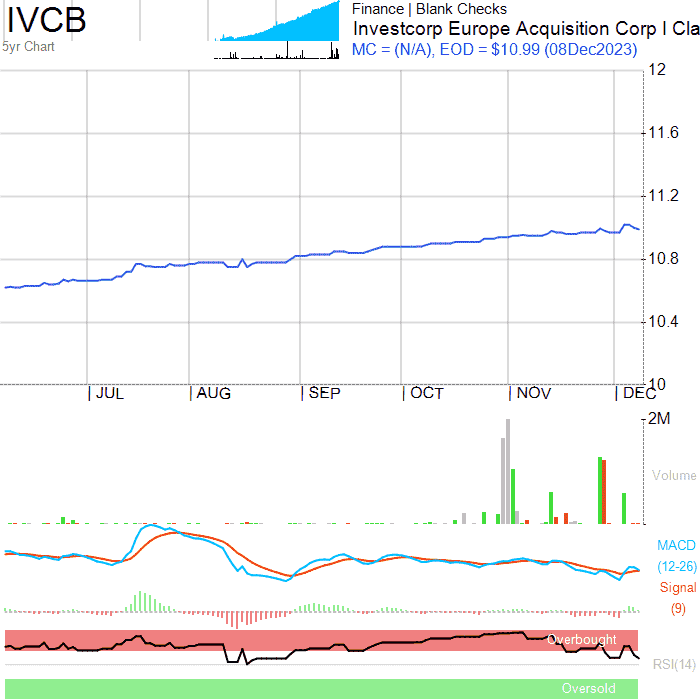 IVCB
5yr Chart
Finance | Blank Checks
Investcorp Europe Acquisition Corp I Cla
MC = (N/A), EOD = $10.99 (08Dec2023)
12
11.6
11.2
10.8
10.4
10
JUL AUG SEP OCT NOV DEC
2M
Volume
MACD
(12-26)
Signal
(9)
Overbought
RSI(14)
Oversold